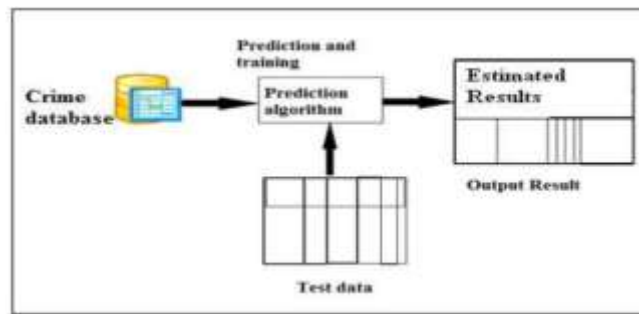 Prediction and
training
Crime
database
Prediction
algorithm
Estimated
Results
Output Result
Test data